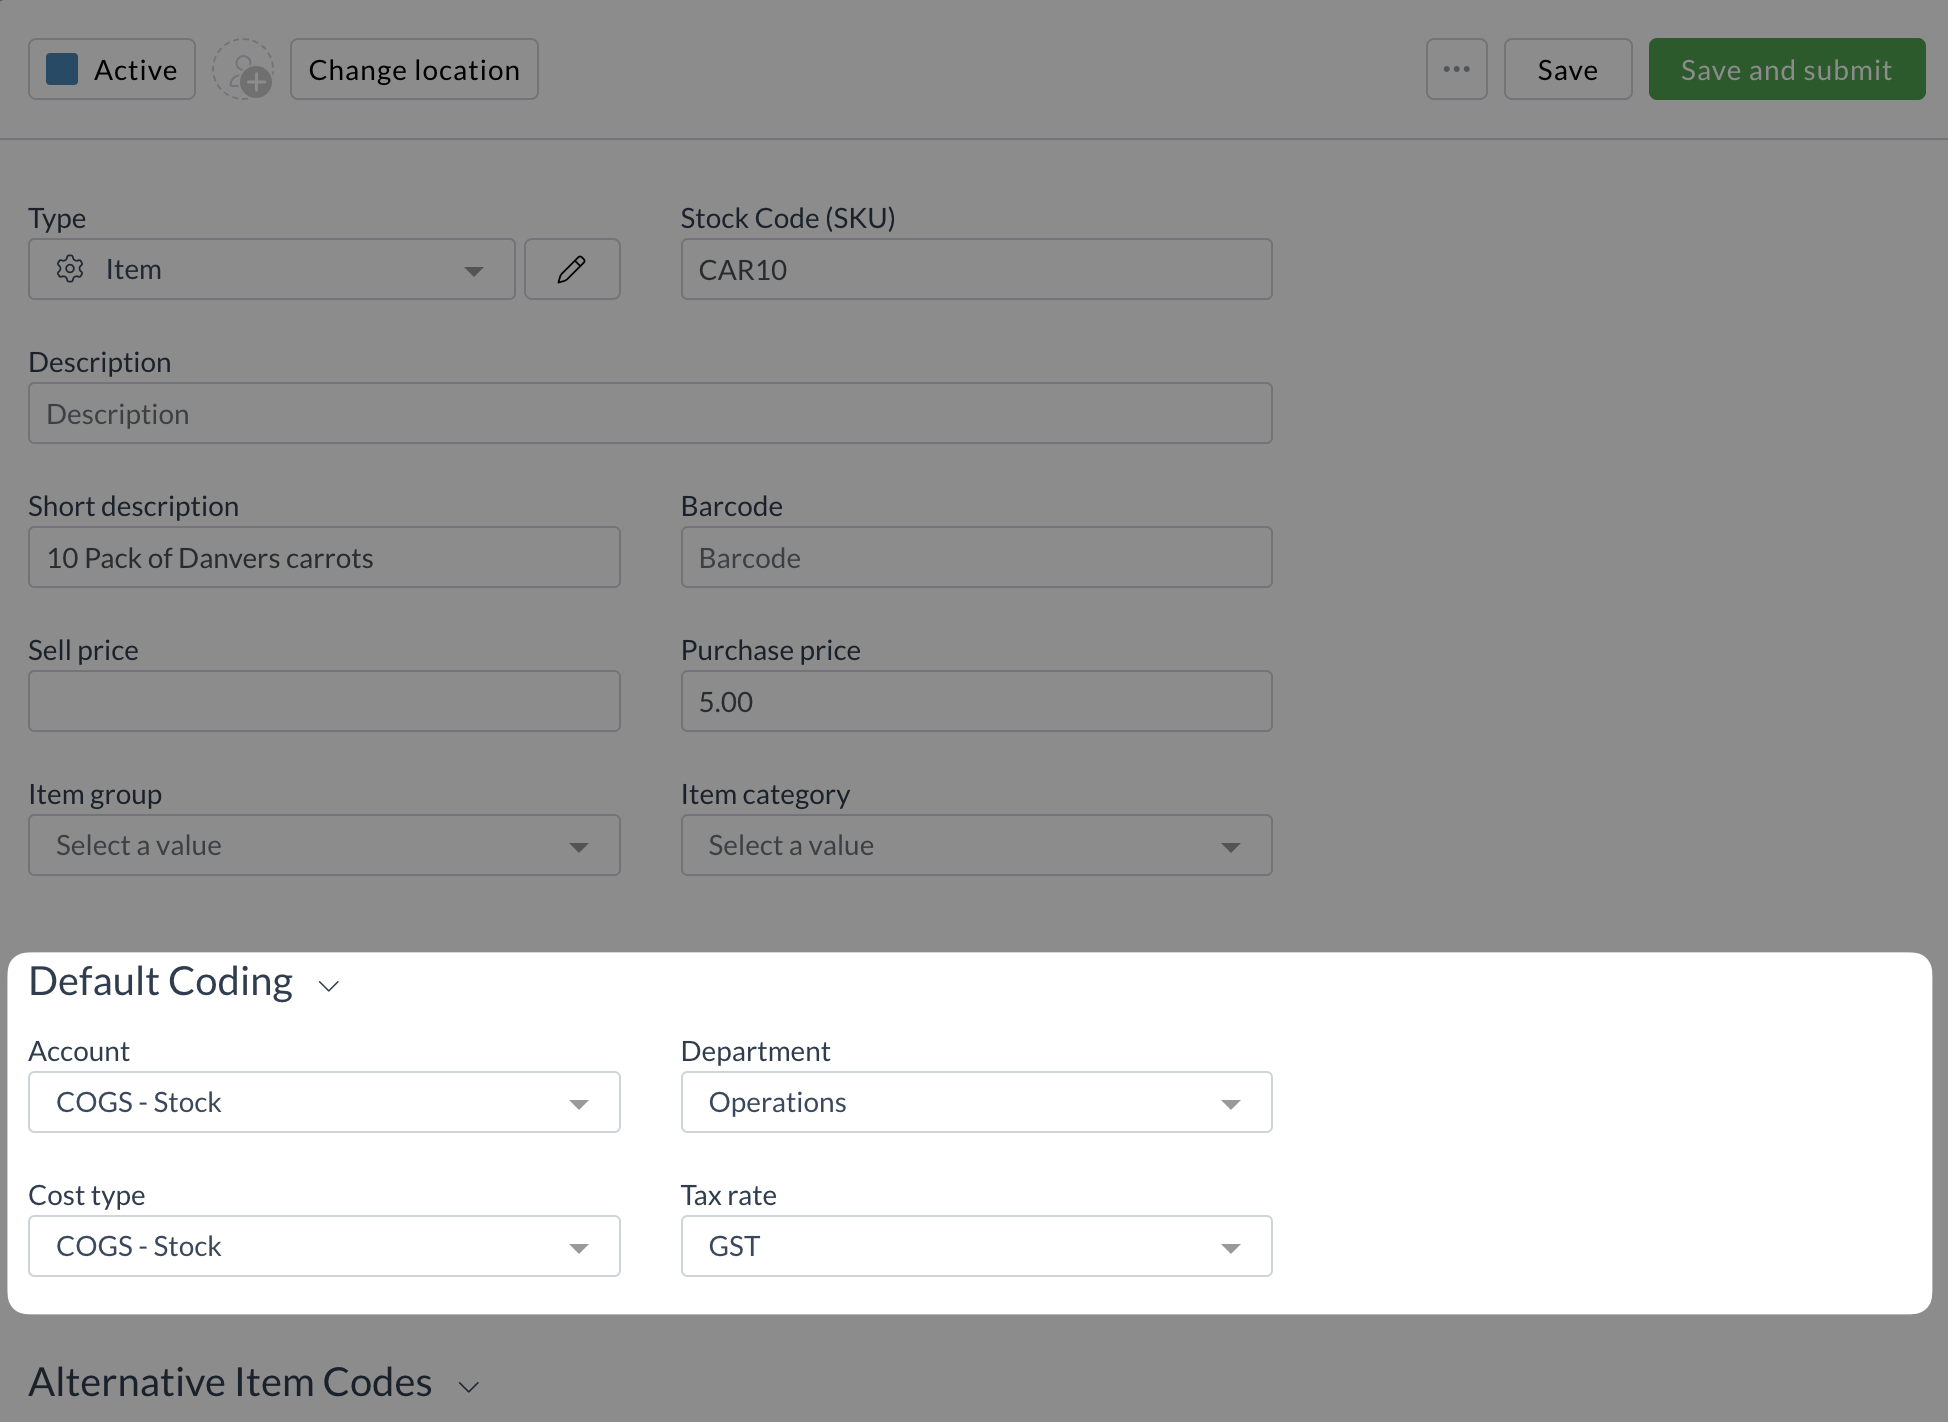 Active
Change location
Save
Save and submit
Type
Stock Code (SKU)
Item
CAR10
Description
Description
Short description
Barcode
10 Pack of Danvers carrots
Barcode
Sell price
Purchase price
5.00
Item group
Item category
Select a value
Select a value
Default Coding
Account
Department
COGS - Stock
Operations
Cost type
Tax rate
COGS - Stock
GST
Alternative Item Codes